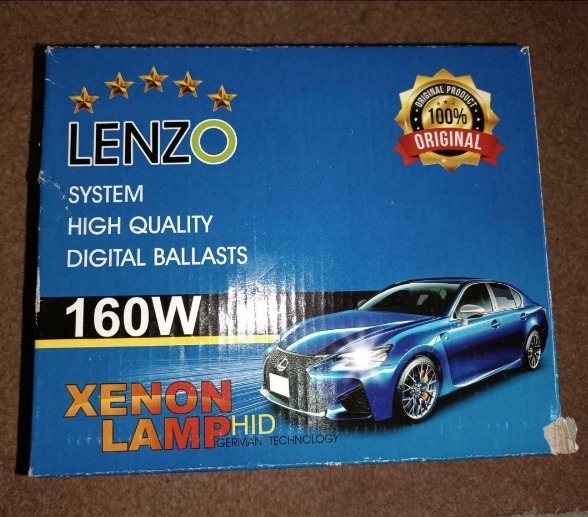 LENZO
SYSTEM
HIGH QUALITY
DIGITAL BALLASTS
160W
XENON
LAMP HID
GERMAN TECHNOLOGY
ORIGINAL PRODUCT
100%
ORIGINAL